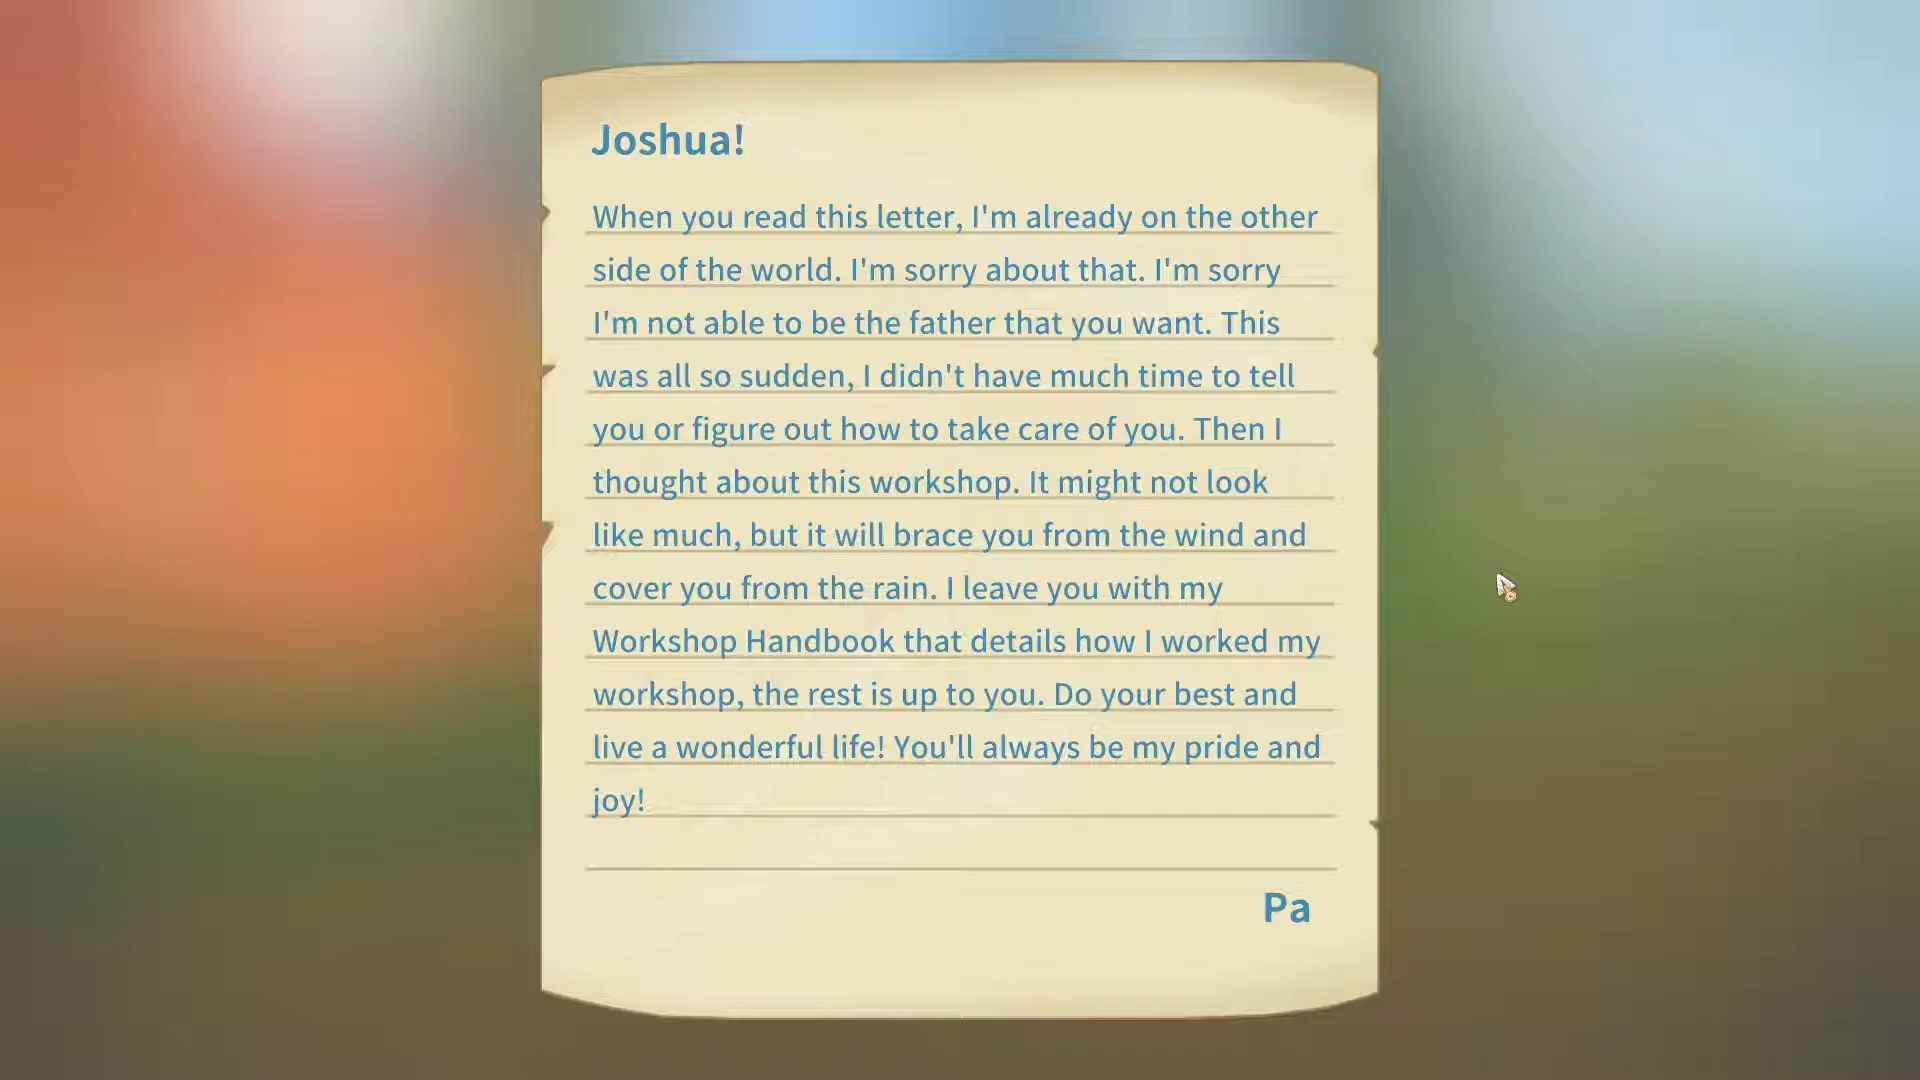 Joshua!
When you read this letter, I'm already on the other
side of the world. I'm sorry about that. I'm sorry
I'm not able to be the father that you want. This
was all so sudden, I didn't have much time to tell
you or figure out how to take care of you. Then I
thought about this workshop. It might not look
like much, but it will brace you from the wind and
cover you from the rain. I leave you with my
Workshop Handbook that details how I worked my
workshop, the rest is up to you. Do your best and
live a wonderful life! You'll always be my pride and
joy!
Pa